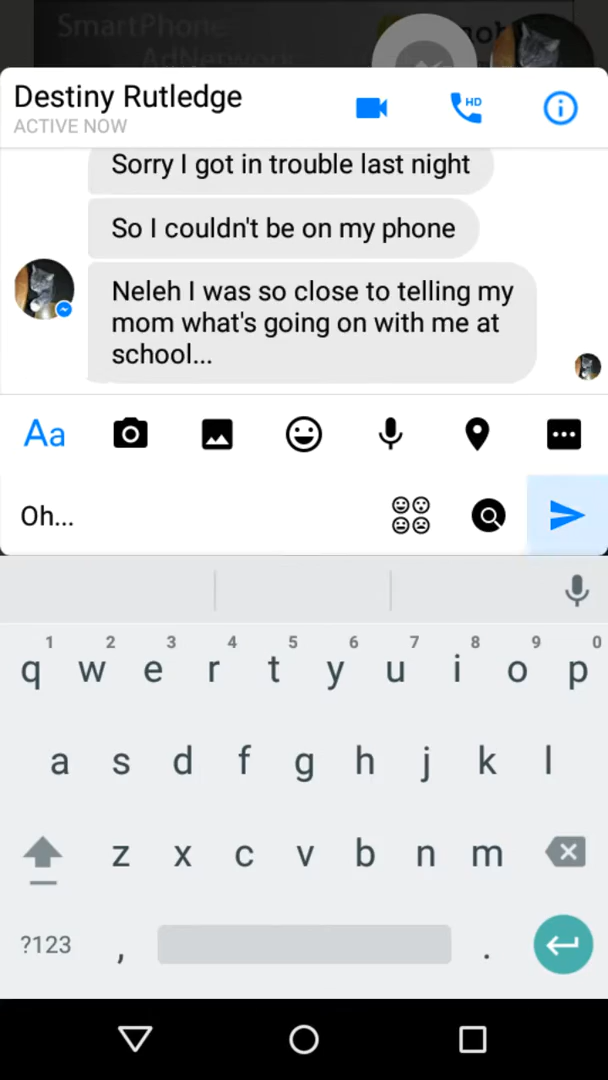 SmartPhone
AdNetwork
Destiny Rutledge
ACTIVE NOW
Sorry I got in trouble last night
So I couldn't be on my phone
Neleh I was so close to telling my
mom what's going on with me at
school...
Aa
Oh...
HD
1 2 3 4 5 6 7 8 9 0
q w e r t y u i o p
a s d f g h j k l
z x c v b n m
?123 , .